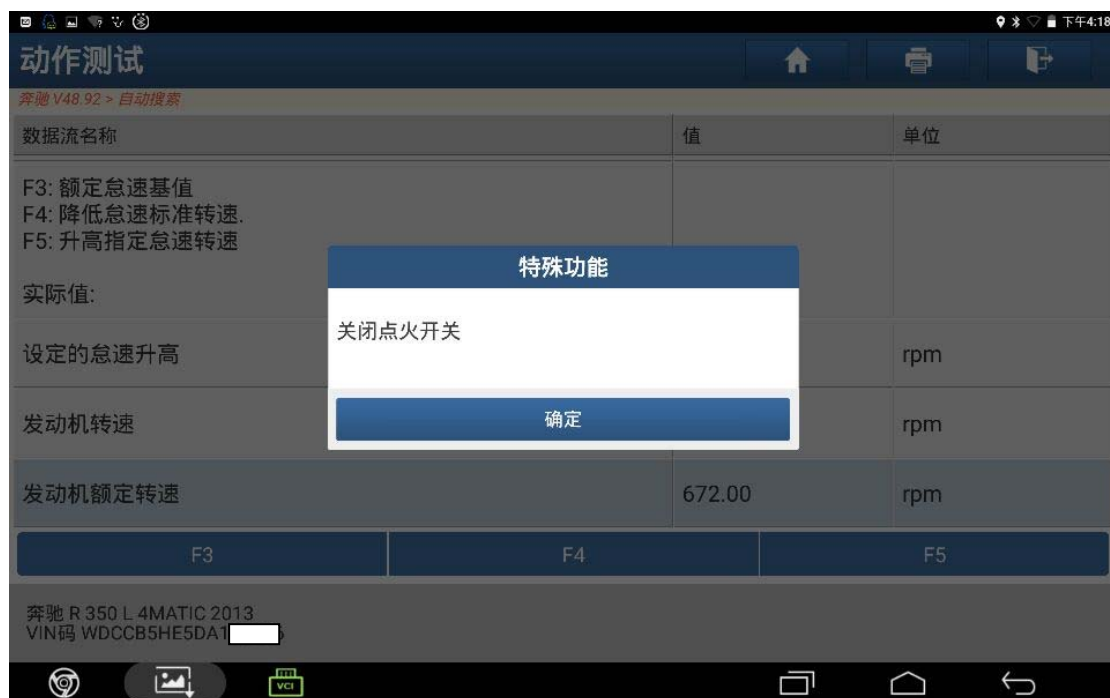 下午4:18
动作测试
奔驰 V48.92 > 自动搜索
数据流名称 值 单位
F3: 额定怠速基值
F4: 降低怠速标准转速.
F5: 升高指定怠速转速
实际值:
特殊功能
关闭点火开关
确定
设定的怠速升高 rpm
发动机转速 rpm
发动机额定转速 672.00 rpm
F3 F4 F5
奔驰 R 350 L 4MATIC 2013
VIN码 WDCCB5HE5DA1
VCI